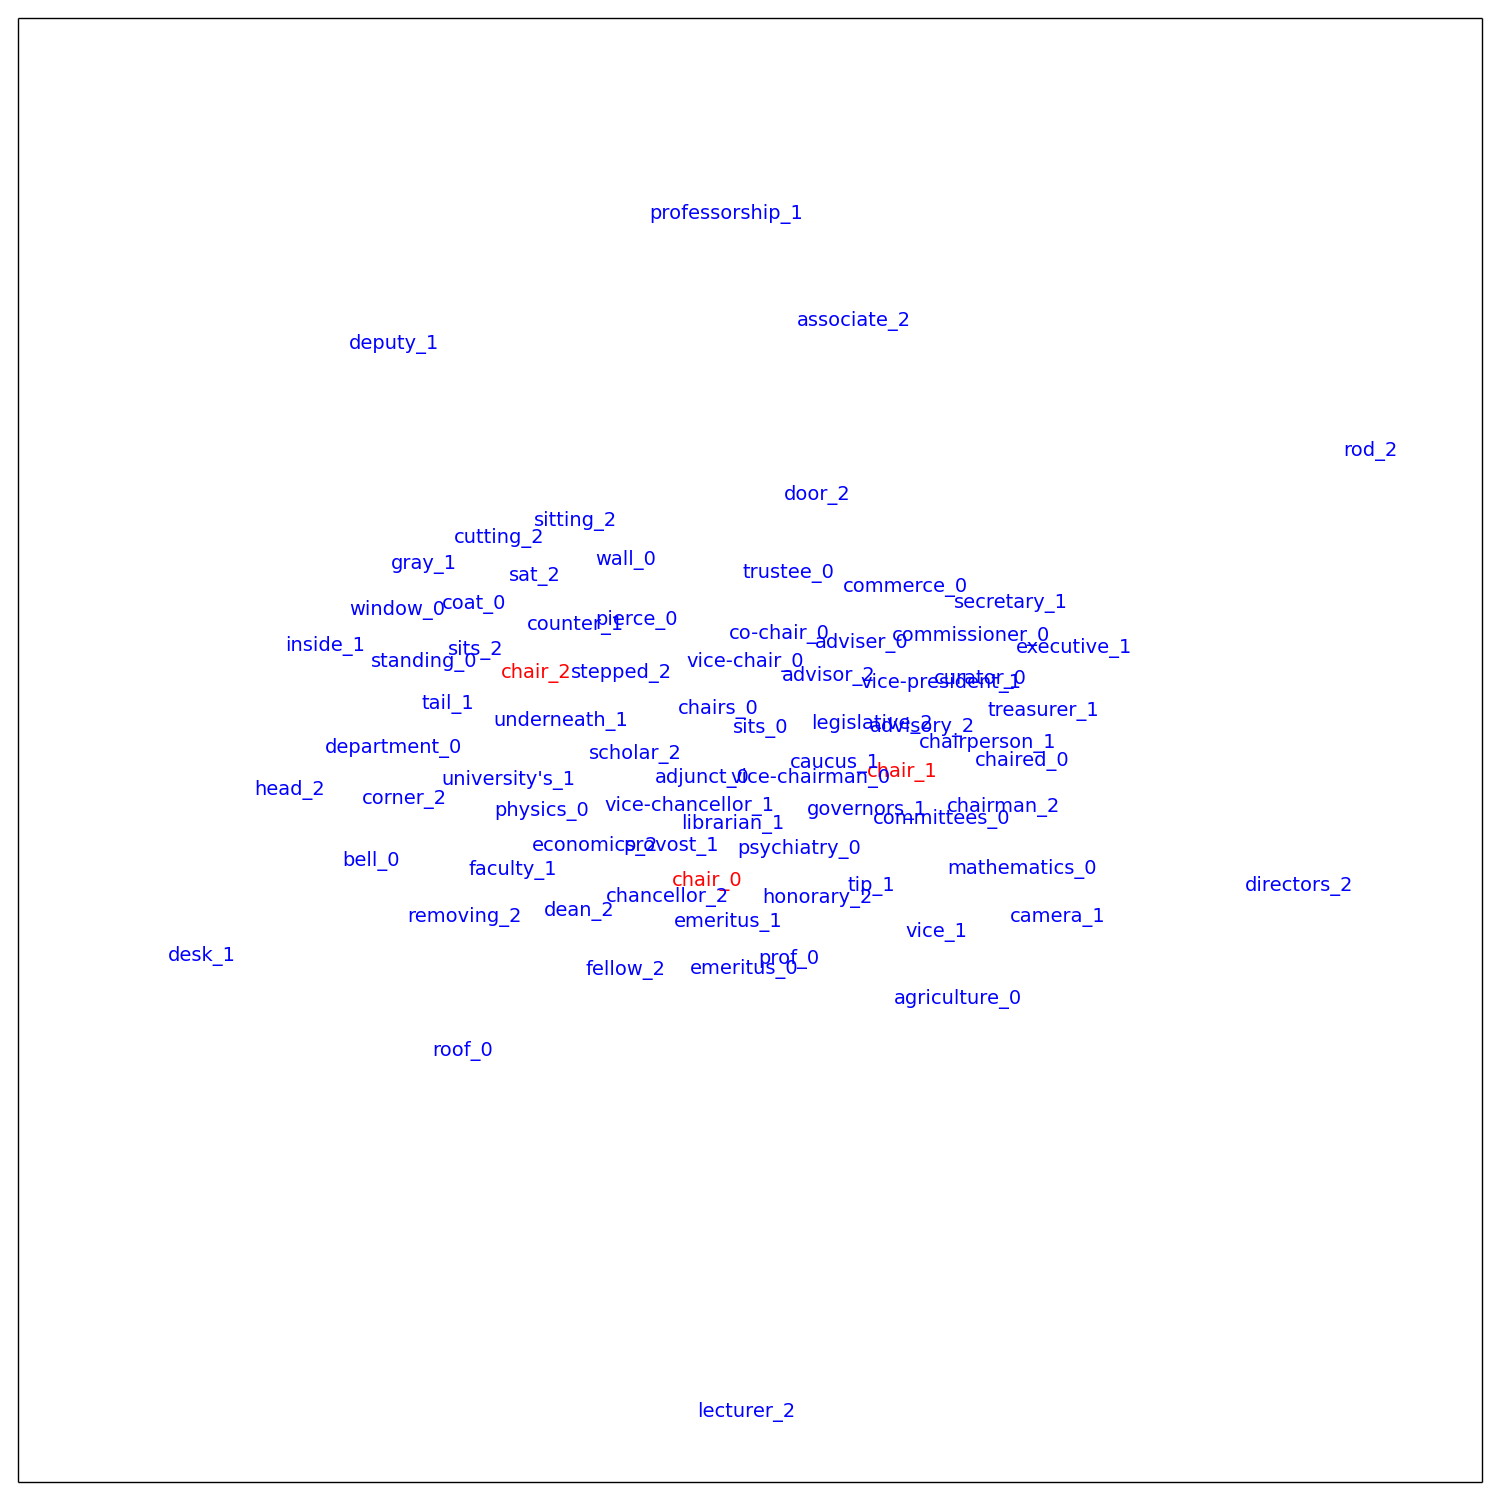 professorship_1
associate_2
deputy_1
rod_2
door_2
sitting_2
cutting_2
wall_0
gray_1
trustee_0
sat_2
commerce_0
secretary_1
coat_0
window_0
pierce_0
counter_1
co-chair_0
commissioner_0
adviser_0
inside_1
executive_1
sits_2
standing_0
vice-chair_0
chair_2
stepped_2
advisor_2
curator_0
vice-president_1
tail_1
chairs_0
treasurer_1
underneath_1
legislative_2
sits_0
advisory_2
chairperson_1
department_0
scholar_2
chaired_0
caucus_1
chair_1
university's_1
adjunct_0
vice-chairman_0
head_2
corner_2
vice-chancellor_1
chairman_2
physics_0
governors_1
committees_0
librarian_1
economics_2
provost_1
psychiatry_0
bell_0
faculty_1
mathematics_0
chair_0
tip_1
directors_2
chancellor_2
honorary_2
dean_2
removing_2
camera_1
emeritus_1
vice_1
desk_1
prof_0
fellow_2
emeritus_0
agriculture_0
roof_0
lecturer_2